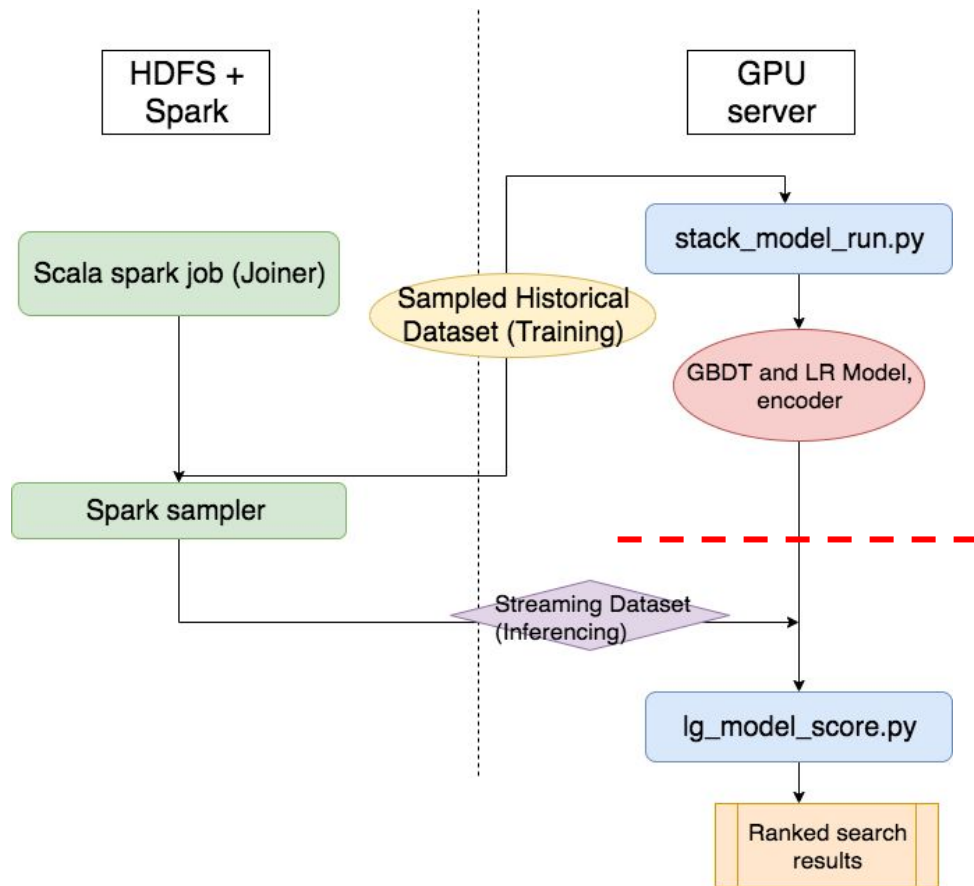 HDFS +
Spark
GPU
server
stack_model_run.py
Scala spark job (Joiner)
Sampled Historical
Dataset (Training)
GBDT and LR Model,
encoder
Spark sampler
Streaming Dataset
(Inferencing)
lg_model_score.py
Ranked search
results